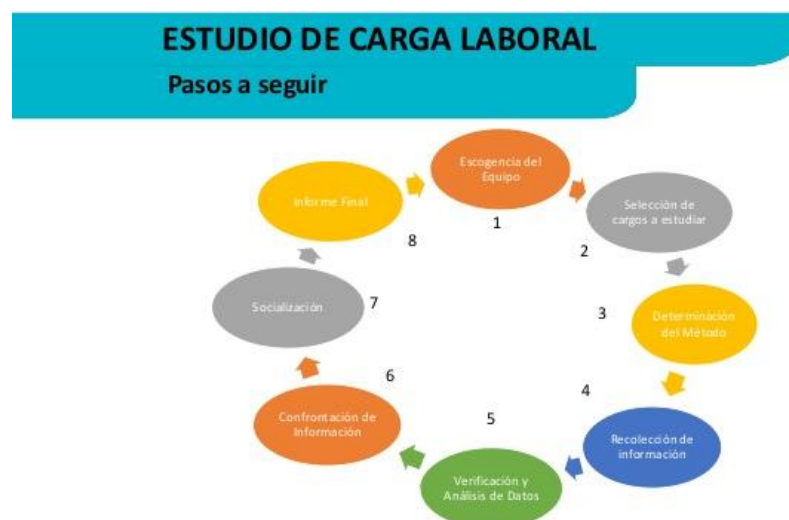 ESTUDIO DE CARGA LABORAL
Pasos a seguir
Escogencia del
Equipo
1
Selección de
cargos a estudiar
2
Determinación
del Método
3
Recolección de
información
4
Verificación y
Análisis de Datos
5
Confrontación de
Información
6
Socialización
7
Informe Final
8